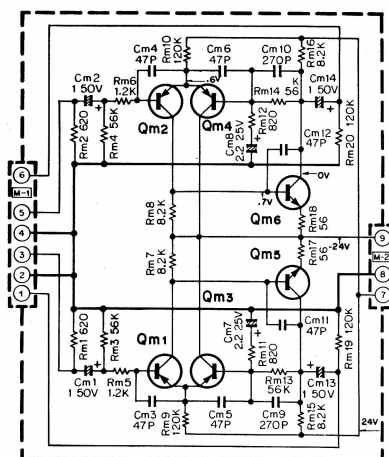 Cm4 47P
Rm10 120K
.6V
Cm6 47P
Cm10 270P
Rm16 8.2K
Cm2 1 50V
+
Rm6 1.2K
Rm14 56K
Cm14 1 50V
+
Qm2
Qm4
Rm2 620
Rm4 56K
Cm8 2.2 25V
+
Rm12 820
Cm12 47P
Rm20 120K
6
M-1
5
4
3
2
1
.7V
0V
Rm8 8.2K
Qm6
Rm18 56
-24V
Rm7 8.2K
Rm17 56
Qm5
9
M-2
8
7
Qm3
Cm11 47P
Rm1 620
Rm3 56K
Qm1
Cm7 2.2 25V
+
Rm11 820
Rm19 120K
Cm1 1 50V
+
Rm5 1.2K
Rm13 56K
Cm13 1 50V
+
Cm3 47P
Rm9 120K
Cm5 47P
Cm9 270P
Rm15 8.2K
24V